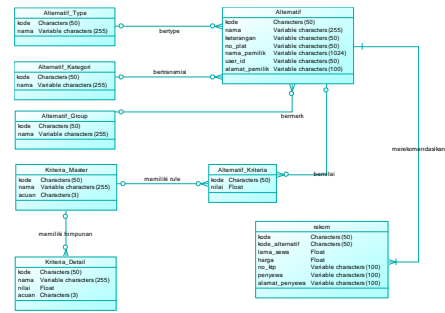 Alternatif_Type
kode Characters (50)
nama Variable characters (255)
bertype
Alternatif
kode Characters (50)
nama Variable characters (255)
keterangan Characters (50)
no_plat Characters (50)
nama_pemilik Variable characters (1024)
user_id Characters (50)
alamat_pemilik Variable characters (100)
Alternatif_Kategori
kode Characters (50)
nama Variable characters (255)
bertransmisi
Alternatif_Group
kode Characters (50)
nama Variable characters (255)
bermerk
merekomendasikan
Kriteria_Master
kode Characters (50)
nama Variable characters (255)
acuan Characters (3)
memiliki rule
Alternatif_Kriteria
kode Characters (50)
nilai Float
bernilai
memiliki himpunan
Kriteria_Detail
kode Characters (50)
nama Variable characters (255)
nilai Float
acuan Characters (3)
rekom
kode Characters (50)
kode_alternatif Characters (50)
lama_sewa Float
harga Float
no_ktp Variable characters (100)
penyewa Variable characters (100)
alamat_penyewa Variable characters (100)